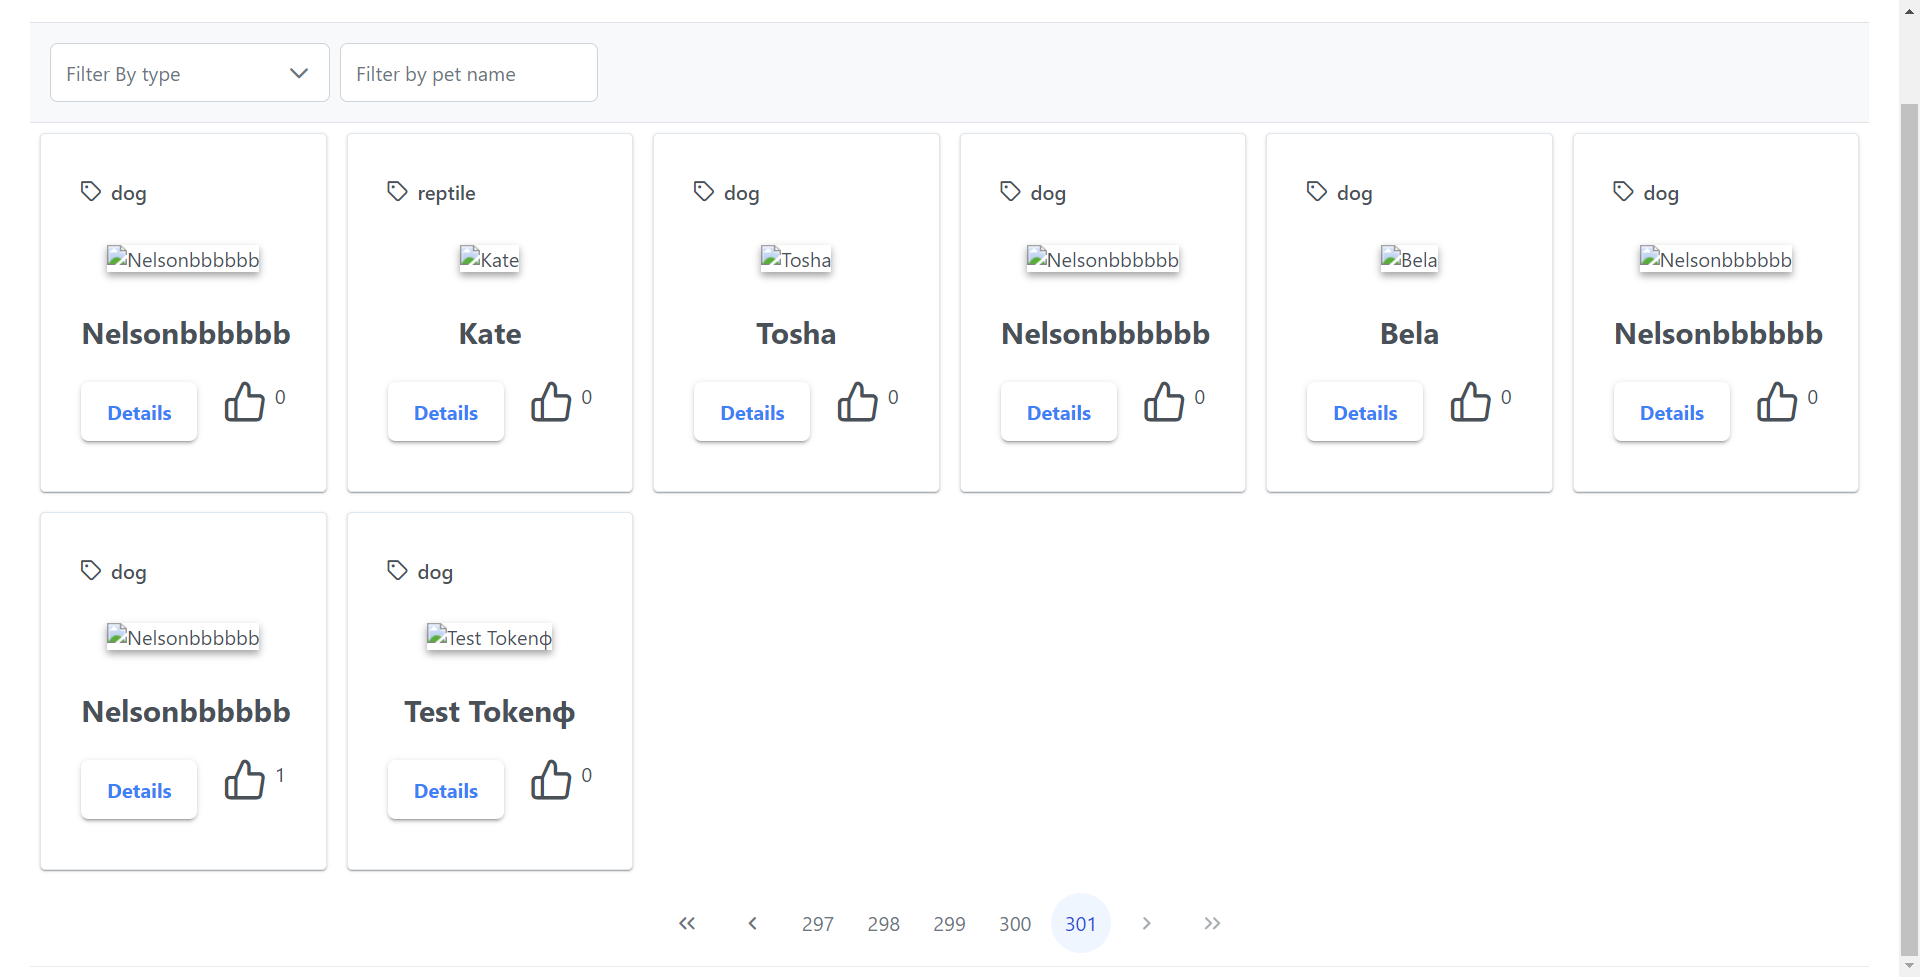 Filter By type Filter by pet name
dog reptile dog dog dog dog
Nelsonbbbbbb Kate Tosha Nelsonbbbbbb Bela Nelsonbbbbbb
Nelsonbbbbbb Kate Tosha Nelsonbbbbbb Bela Nelsonbbbbbb
Details 0 Details 0 Details 0 Details 0 Details 0 Details 0
dog dog
Nelsonbbbbbb Test Tokenф
Nelsonbbbbbb Test Tokenф
Details 1 Details 0
297 298 299 300 301